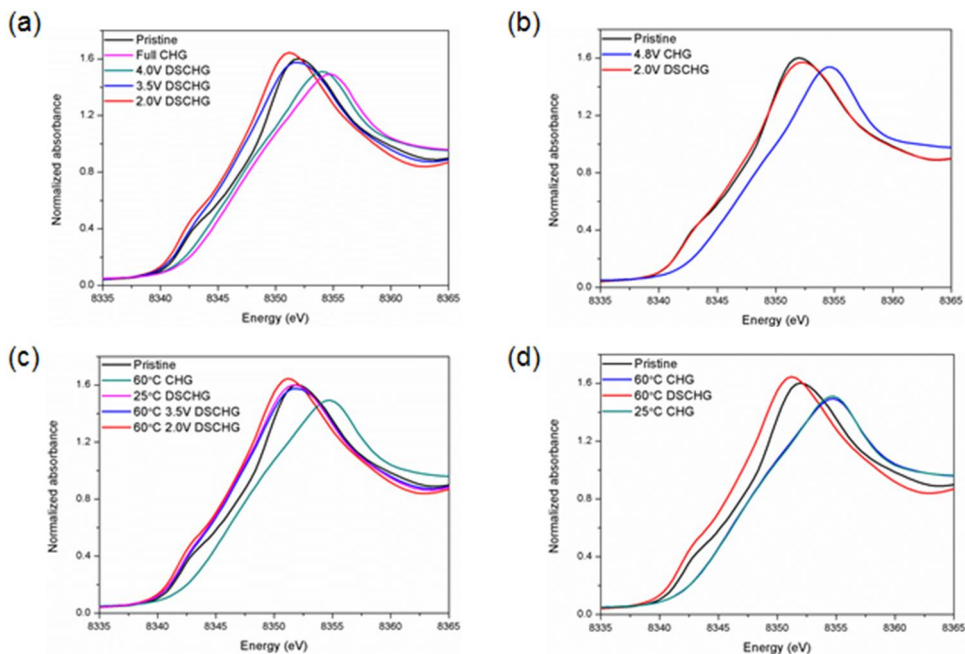 (a)
Pristine
Full CHG
4.0V DSCHG
3.5V DSCHG
2.0V DSCHG
Normalized absorbance
1.6
1.2
0.8
0.4
0.0
8335 8340 8345 8350 8355 8360 8365
Energy (eV)
(b)
Pristine
4.8V CHG
2.0V DSCHG
Normalized absorbance
1.6
1.2
0.8
0.4
0.0
8335 8340 8345 8350 8355 8360 8365
Energy (eV)
(c)
Pristine
60°C CHG
25°C DSCHG
60°C 3.5V DSCHG
60°C 2.0V DSCHG
Normalized absorbance
1.6
1.2
0.8
0.4
0.0
8335 8340 8345 8350 8355 8360 8365
Energy (eV)
(d)
Pristine
60°C CHG
60°C DSCHG
25°C CHG
Normalized absorbance
1.6
1.2
0.8
0.4
0.0
8335 8340 8345 8350 8355 8360 8365
Energy (eV)